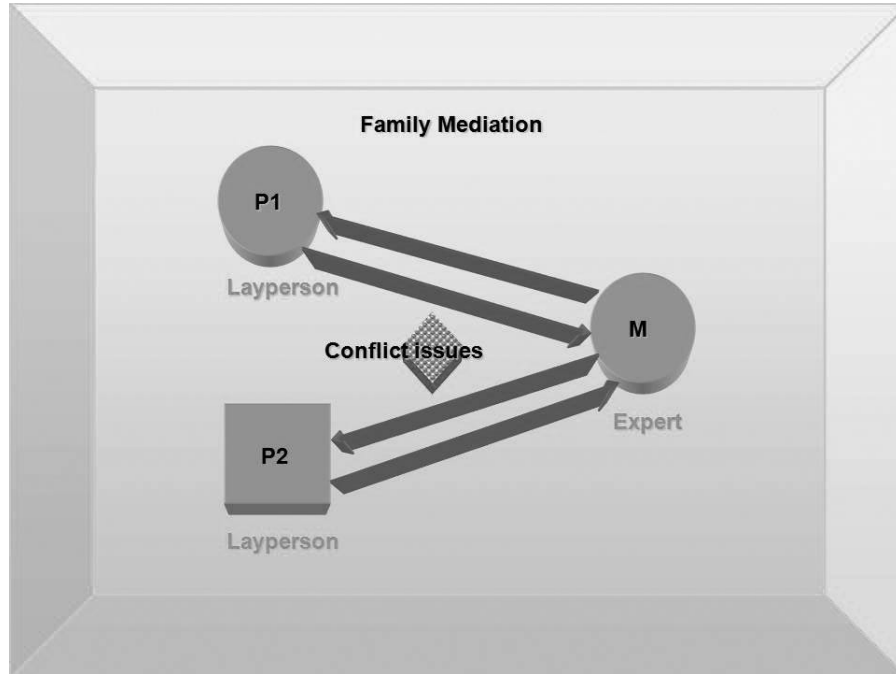 Family Mediation
P1
Layperson
M
Conflict issues
Expert
P2
Layperson